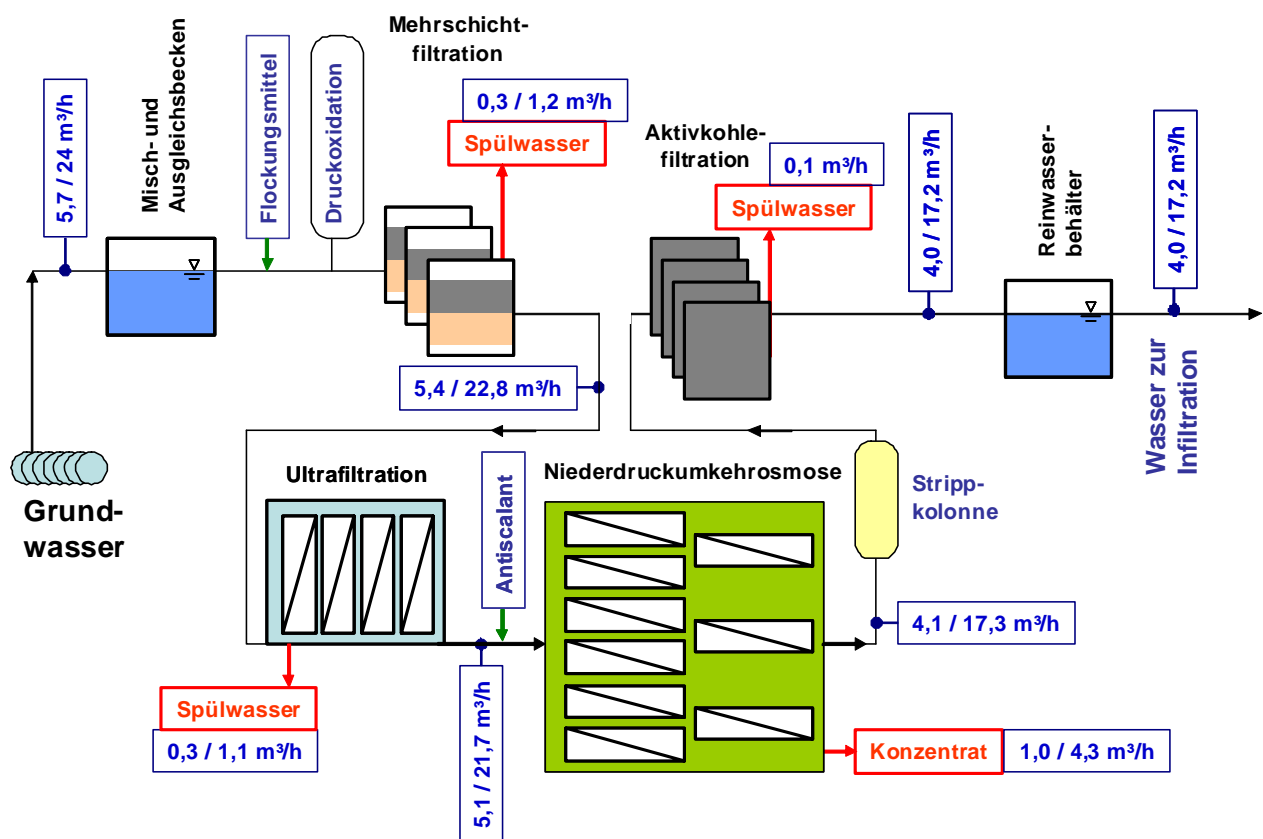 Mehrschicht-
filtration
0,3 / 1,2 m³/h
Spülwasser
5,7 / 24 m³/h
Misch- und
Ausgleichsbecken
Flockungsmittel
Druckoxidation
Aktivkohle-
filtration
0,1 m³/h
Spülwasser
4,0 / 17,2 m³/h
Reinwasser-
behälter
4,0 / 17,2 m³/h
5,4 / 22,8 m³/h
Wasser zur
Infiltration
Grund-
wasser
Ultrafiltration
Antiscalant
Niederdruckumkehrosmose
Stripp-
kolonne
4,1 / 17,3 m³/h
Spülwasser
0,3 / 1,1 m³/h
5,1 / 21,7 m³/h
Konzentrat
1,0 / 4,3 m³/h